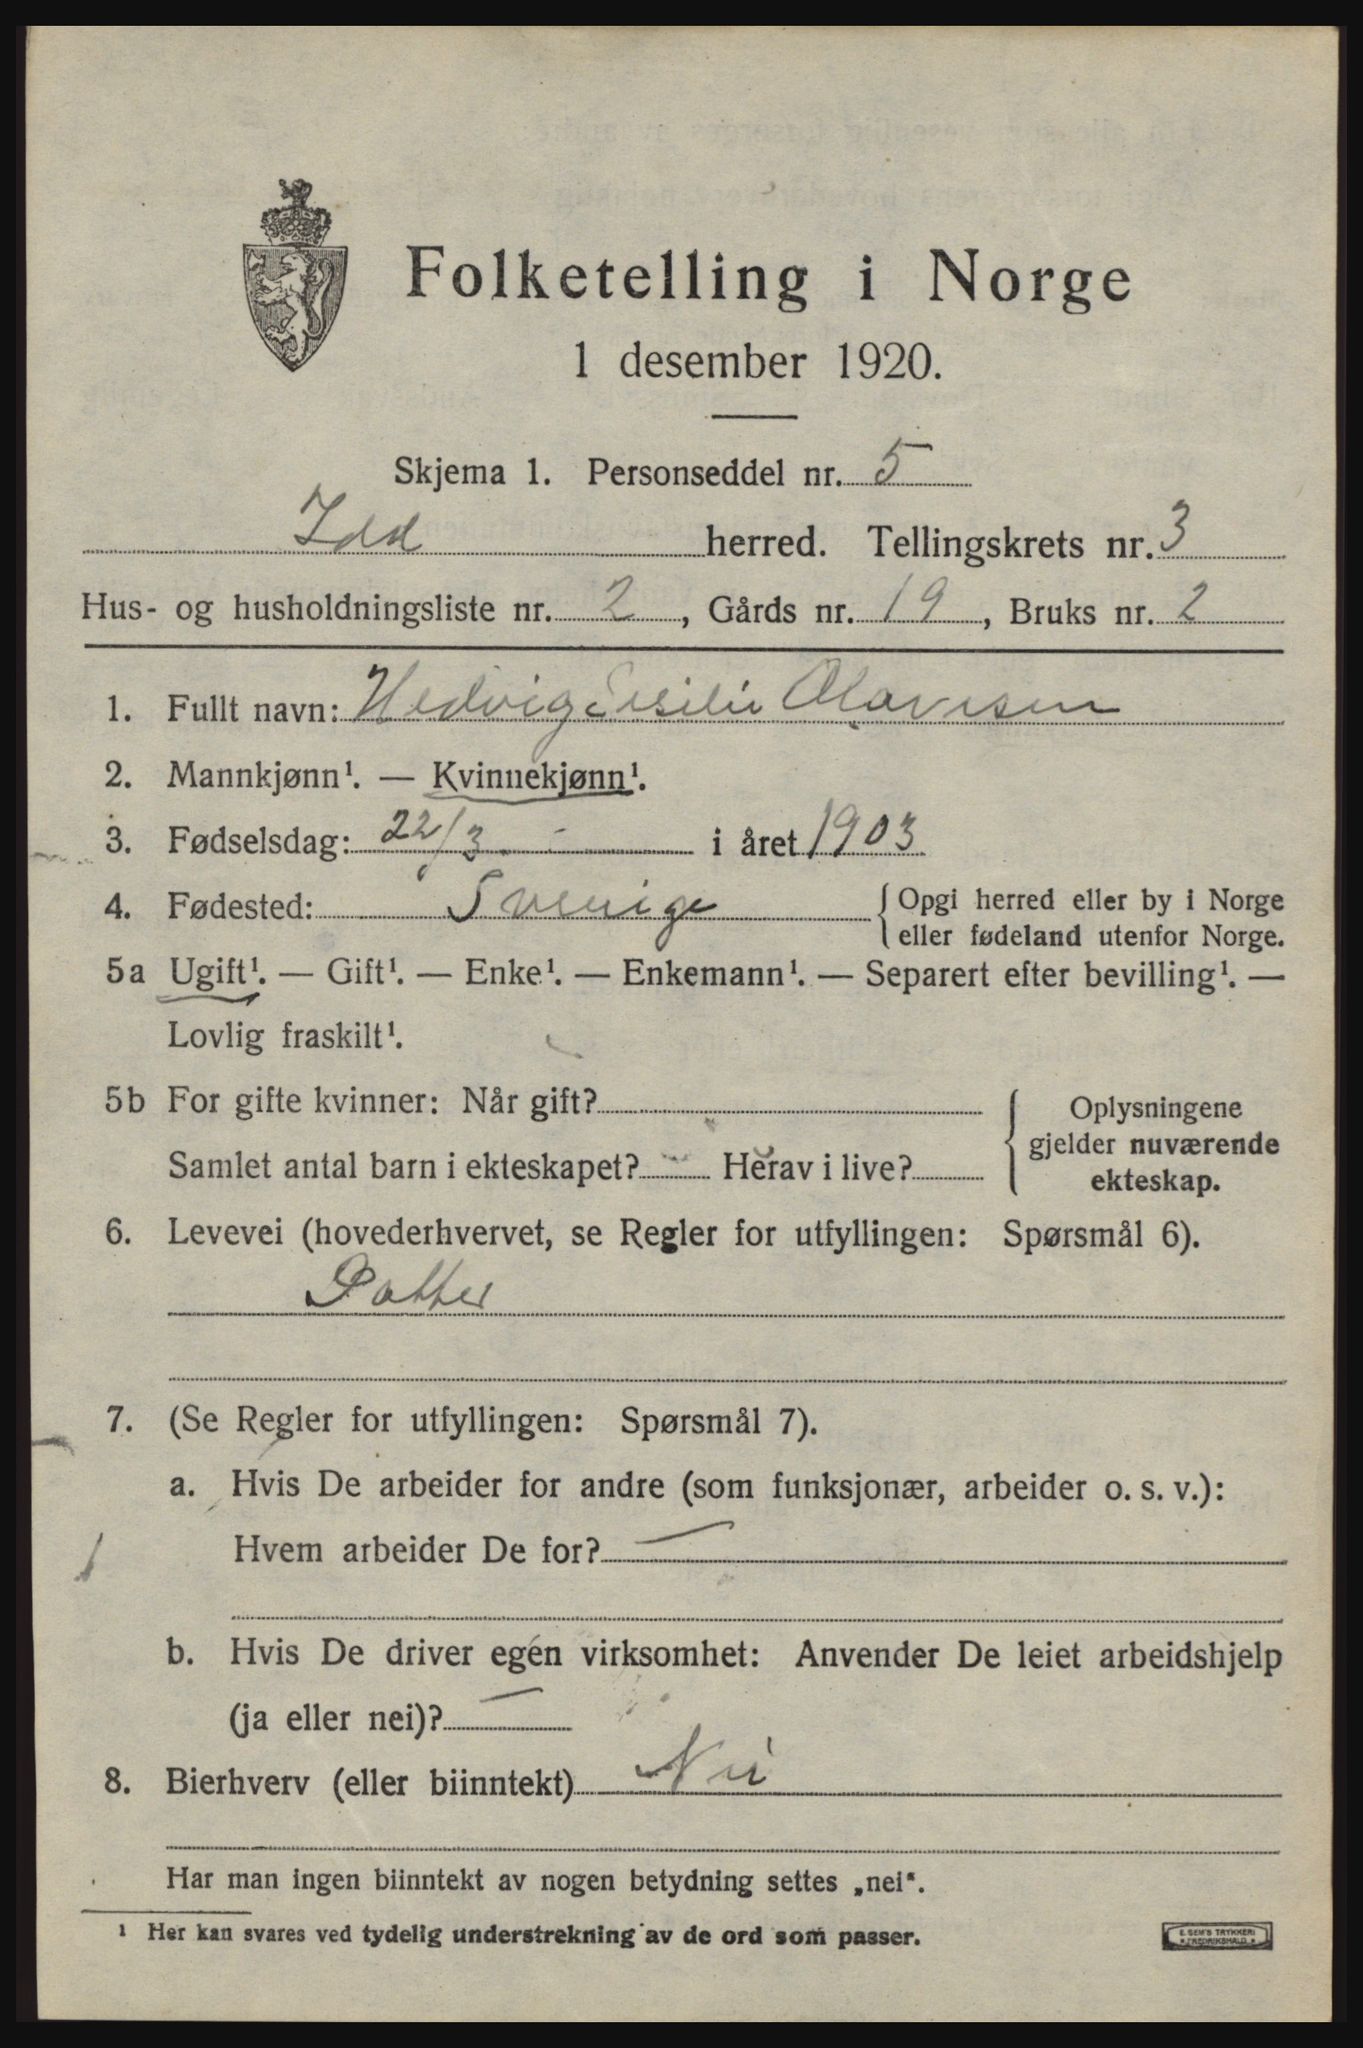 Folketelling i Norge
1 desember 1920.
Skjema 1. Personseddel nr. 5
Idd herred. Tellingskrets nr. 3
Hus- og husholdningsliste nr. 2, Gårds nr. 19, Bruks nr. 2
1. Fullt navn: Hedvig Olavesen
2. Mannkjønn¹. — Kvinnekjønn¹.
3. Fødselsdag: 22/3 - i året 1903
4. Fødested: Sverige { Opgi herred eller by i Norge
eller fødeland utenfor Norge.
5a Ugift¹. — Gift¹. — Enke¹. — Enkemann¹. — Separert efter bevilling¹. —
Lovlig fraskilt¹.
5b For gifte kvinner: Når gift?
Samlet antal barn i ekteskapet? Herav i live?
Oplysningene
gjelder nuværende
ekteskap.
6. Levevei (hovederhvervet, se Regler for utfyllingen: Spørsmål 6).
Datter
7. (Se Regler for utfyllingen: Spørsmål 7).
a. Hvis De arbeider for andre (som funksjonær, arbeider o. s. v.):
Hvem arbeider De for? —
b. Hvis De driver egen virksomhet: Anvender De leiet arbeidshjelp
(ja eller nei)? —
8. Bierhverv (eller biinntekt) Nei
Har man ingen biinntekt av nogen betydning settes „nei“.
¹ Her kan svares ved tydelig understrekning av de ord som passer.
E. SEM'S TRYKKERI
FREDRIKSHALD